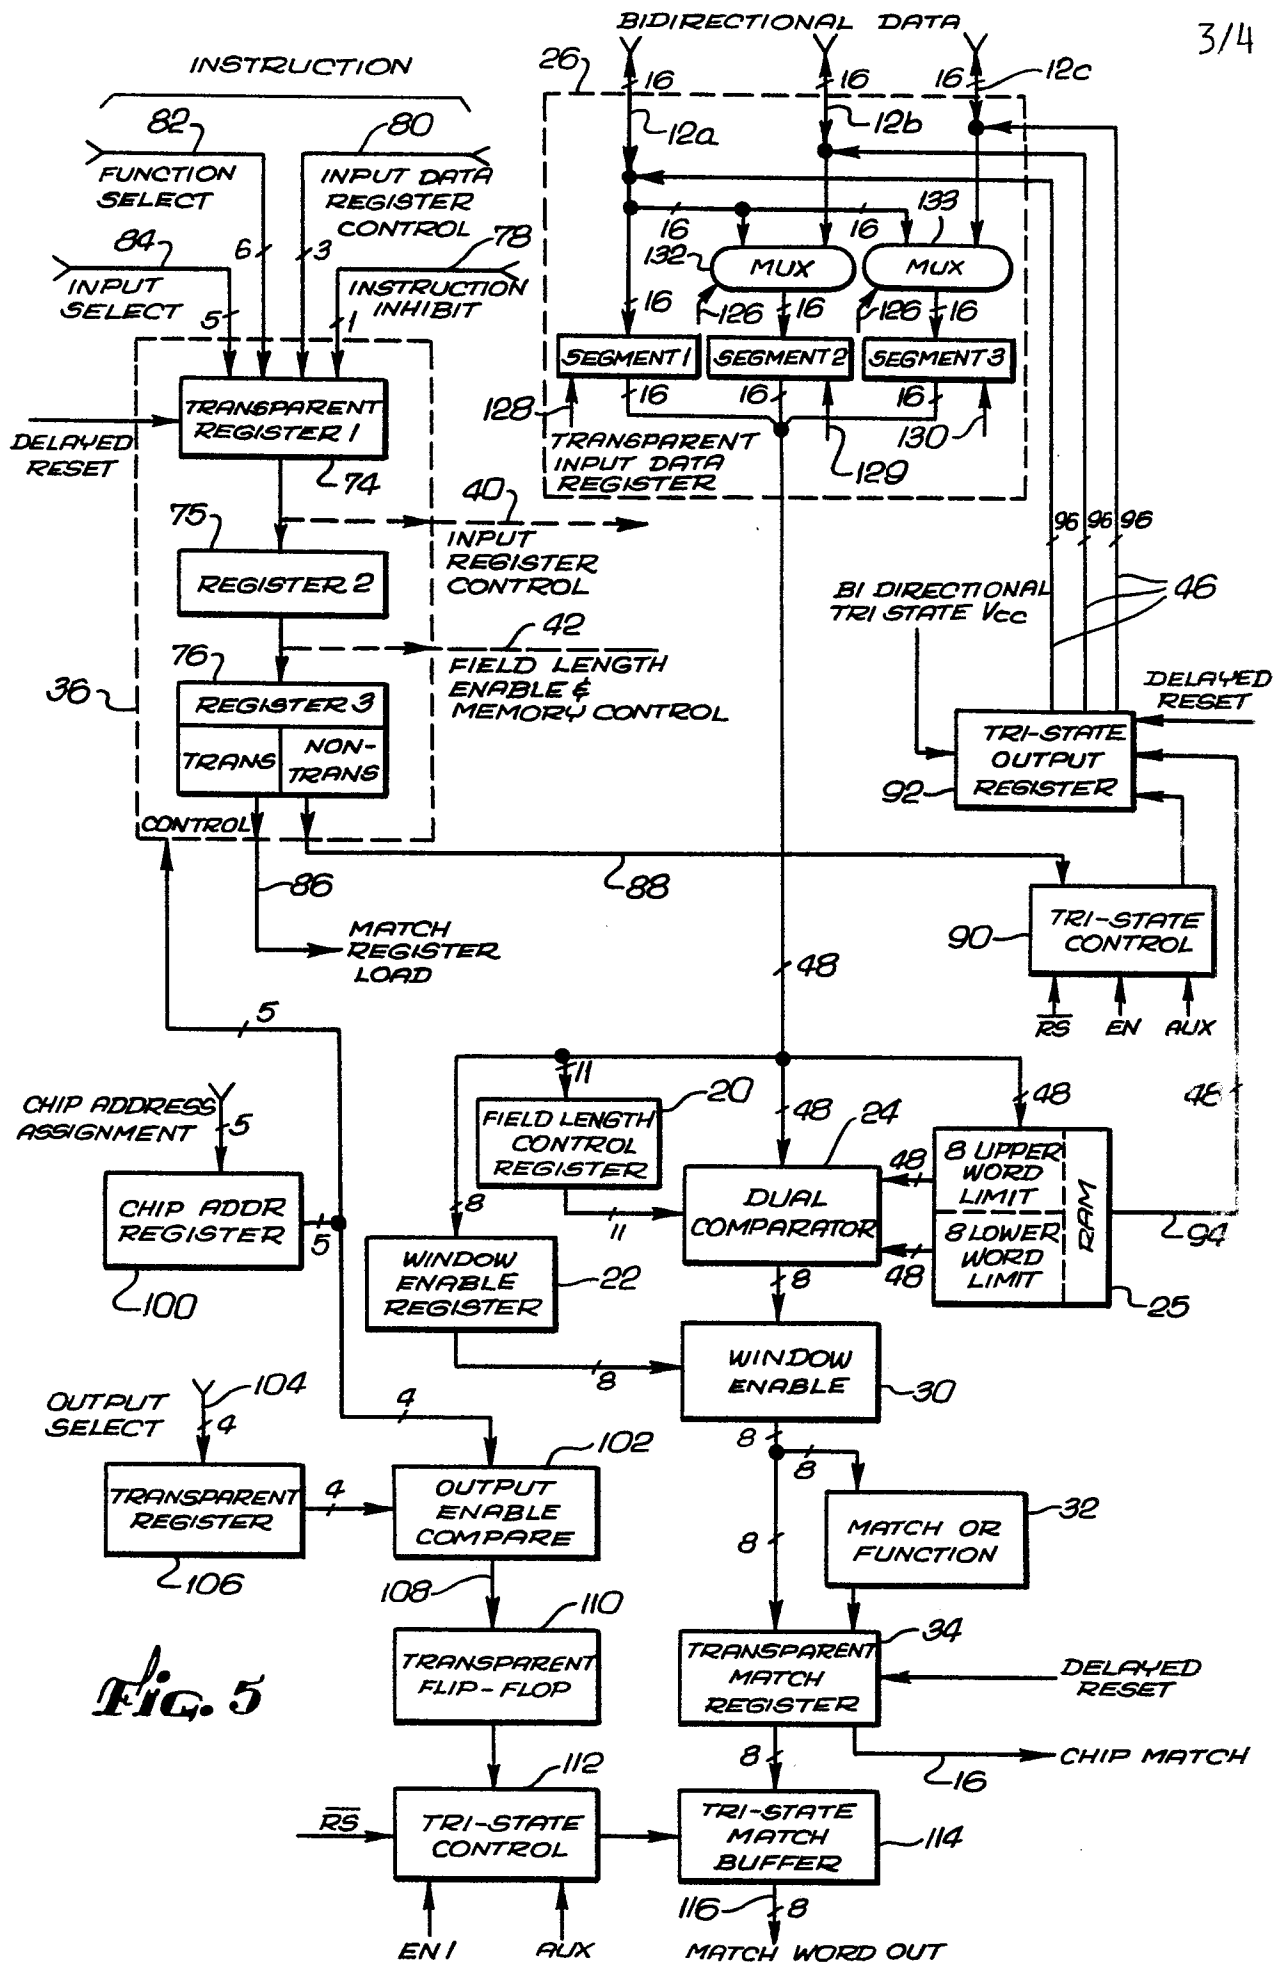 3/4
BIDIRECTIONAL DATA
INSTRUCTION
26
16
16
16
12c
82
80
12a
12b
FUNCTION
SELECT
INPUT DATA
REGISTER
CONTROL
84
6
3
78
16
16
133
132
MUX
MUX
INPUT
SELECT
5
1
INSTRUCTION
INHIBIT
16
126
16
126
16
SEGMENT 1
SEGMENT 2
SEGMENT 3
16
16
16
128
129
130
TRANSPARENT
INPUT DATA
REGISTER
TRANSPARENT
REGISTER 1
DELAYED
RESET
74
40
INPUT
REGISTER
CONTROL
75
REGISTER 2
96
96
96
46
BI DIRECTIONAL
TRI STATE Vcc
42
FIELD LENGTH
ENABLE &
MEMORY CONTROL
76
36
REGISTER 3
TRANS
NON-
TRANS
CONTROL
DELAYED
RESET
TRI-STATE
OUTPUT
REGISTER
92
86
88
MATCH
REGISTER
LOAD
90
TRI-STATE
CONTROL
RS
EN
AUX
48
5
11
20
48
24
48
48
CHIP ADDRESS
ASSIGNMENT
5
FIELD LENGTH
CONTROL
REGISTER
8
11
48
8 UPPER
WORD
LIMIT
RAM
CHIP ADDR
REGISTER
5
100
DUAL
COMPARATOR
48
8 LOWER
WORD
LIMIT
94
25
WINDOW
ENABLE
REGISTER
22
8
8
WINDOW
ENABLE
30
OUTPUT
SELECT
104
4
4
8
8
102
TRANSPARENT
REGISTER
4
106
OUTPUT
ENABLE
COMPARE
8
MATCH OR
FUNCTION
32
108
110
34
TRANSPARENT
FLIP-FLOP
TRANSPARENT
MATCH
REGISTER
DELAYED
RESET
Fig. 5
8
16
CHIP MATCH
112
RS
TRI-STATE
CONTROL
TRI-STATE
MATCH
BUFFER
114
116
8
EN 1
AUX
MATCH WORD OUT